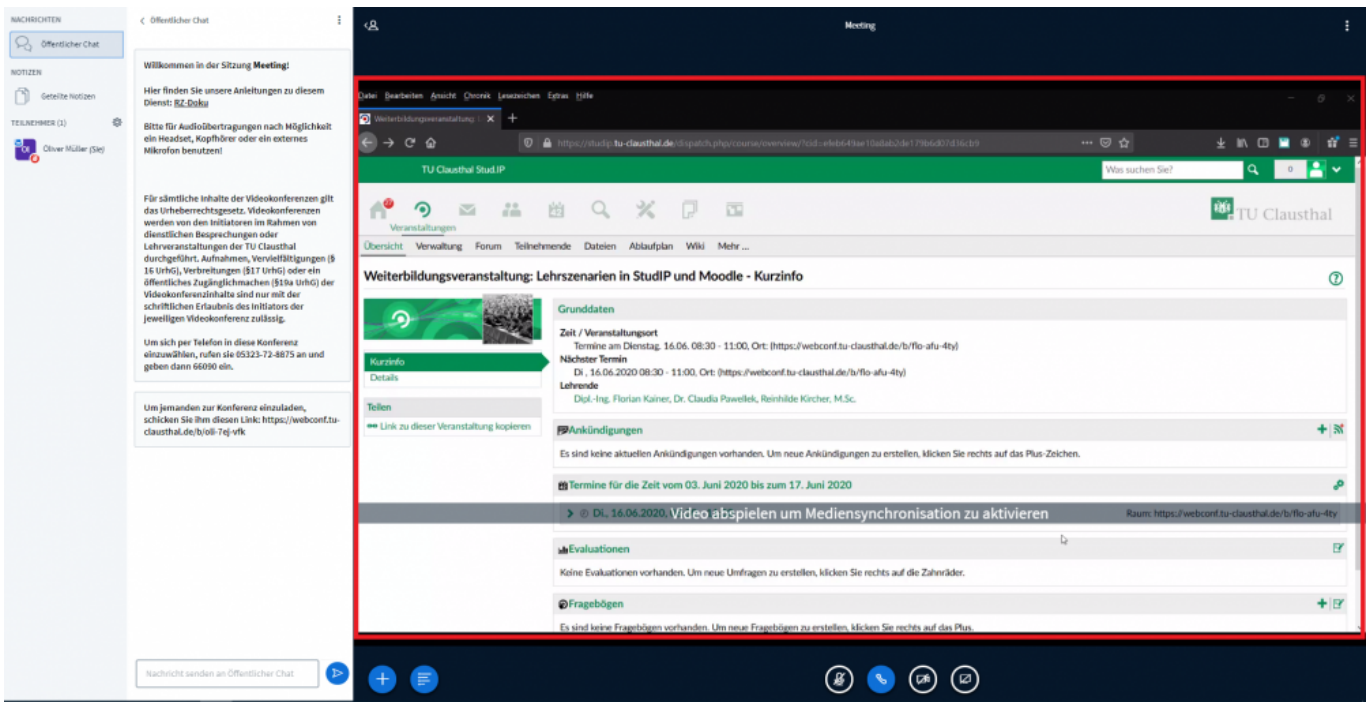 NACHRICHTEN
Öffentlicher Chat
NOTIZEN
Geteilte Notizen
TEILNEHMER (1)
Ol
Oliver Müller (Sie)
Öffentlicher Chat
Willkommen in der Sitzung Meeting!
Hier finden Sie unsere Anleitungen zu diesem
Dienst: RZ-Doku
Bitte für Audioübertragungen nach Möglichkeit
ein Headset, Kopfhörer oder ein externes
Mikrofon benutzen!
Für sämtliche Inhalte der Videokonferenzen gilt
das Urheberrechtsgesetz. Videokonferenzen
werden von den Initiatoren im Rahmen von
dienstlichen Besprechungen oder
Lehrveranstaltungen der TU Clausthal
durchgeführt. Aufnahmen, Vervielfältigungen (§
16 UrhG), Verbreitungen (§17 UrhG) oder ein
öffentliches Zugänglichmachen (§19a UrhG) der
Videokonferenzinhalte sind nur mit der
schriftlichen Erlaubnis des Initiators der
jeweiligen Videokonferenz zulässig.
Um sich per Telefon in diese Konferenz
einzuwählen, rufen sie 05323-72-8875 an und
geben dann 66090 ein.
Um jemanden zur Konferenz einzuladen,
schicken Sie ihm diesen Link: https://webconf.tu-
clausthal.de/b/oli-7ej-vfk
Nachricht senden an Öffentlicher Chat
Meeting
Datei Bearbeiten Ansicht Chronik Lesezeichen Extras Hilfe
Weiterbildungsveranstaltung:
TU Clausthal Stud.IP
Was suchen Sie?
0
Veranstaltungen
TU Clausthal
Übersicht Verwaltung Forum Teilnehmende Dateien Ablaufplan Wiki Mehr ...
Weiterbildungsveranstaltung: Lehrszenarien in StudIP und Moodle - Kurzinfo
Kurzinfo
Details
Teilen
Link zu dieser Veranstaltung kopieren
Grunddaten
Zeit / Veranstaltungsort
Termine am Dienstag. 16.06. 08:30 - 11:00, Ort: (https://webconf.tu-clausthal.de/b/flo-afu-4ty)
Nächster Termin
Di , 16.06.2020 08:30 - 11:00, Ort: (https://webconf.tu-clausthal.de/b/flo-afu-4ty)
Lehrende
Dipl.-Ing. Florian Kainer, Dr. Claudia Pawellek, Reinhilde Kircher, M.Sc.
Ankündigungen
Es sind keine aktuellen Ankündigungen vorhanden. Um neue Ankündigungen zu erstellen, klicken Sie rechts auf das Plus-Zeichen.
Termine für die Zeit vom 03. Juni 2020 bis zum 17. Juni 2020
Di., 16.06.2020,
Video abspielen um Mediensynchronisation zu aktivieren
Raum: https://webconf.tu-clausthal.de/b/flo-afu-4ty
Evaluationen
Keine Evaluationen vorhanden. Um neue Umfragen zu erstellen, klicken Sie rechts auf die Zahnräder.
Fragebögen
Es sind keine Fragebögen vorhanden. Um neue Fragebögen zu erstellen, klicken Sie rechts auf das Plus.